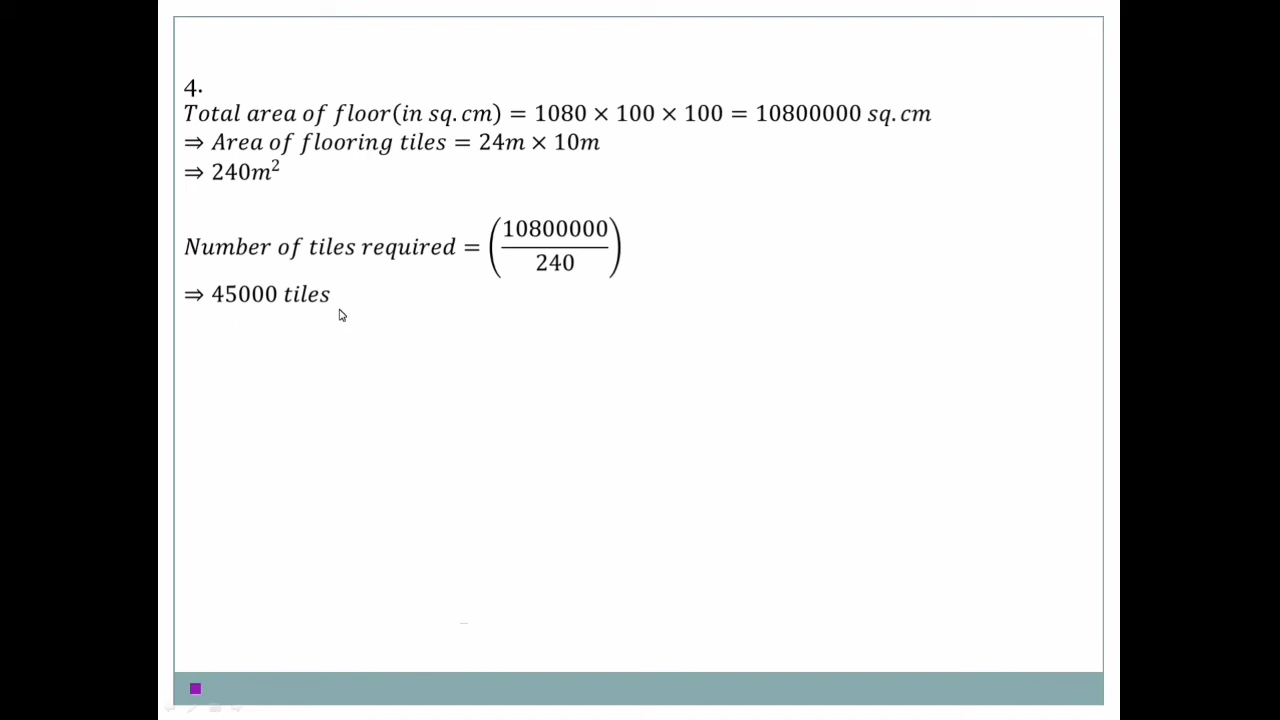 4.
Total area of floor(in sq.cm) = 1080 × 100 × 100 = 10800000 sq.cm
⇒ Area of flooring tiles = 24m × 10m
⇒ 240m²
Number of tiles required = (10800000/240)
⇒ 45000 tiles